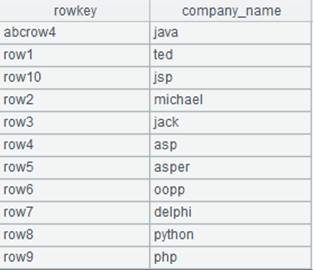 rowkey company_name
abcrow4 java
row1 ted
row10 jsp
row2 michael
row3 jack
row4 asp
row5 asper
row6 oopp
row7 delphi
row8 python
row9 php